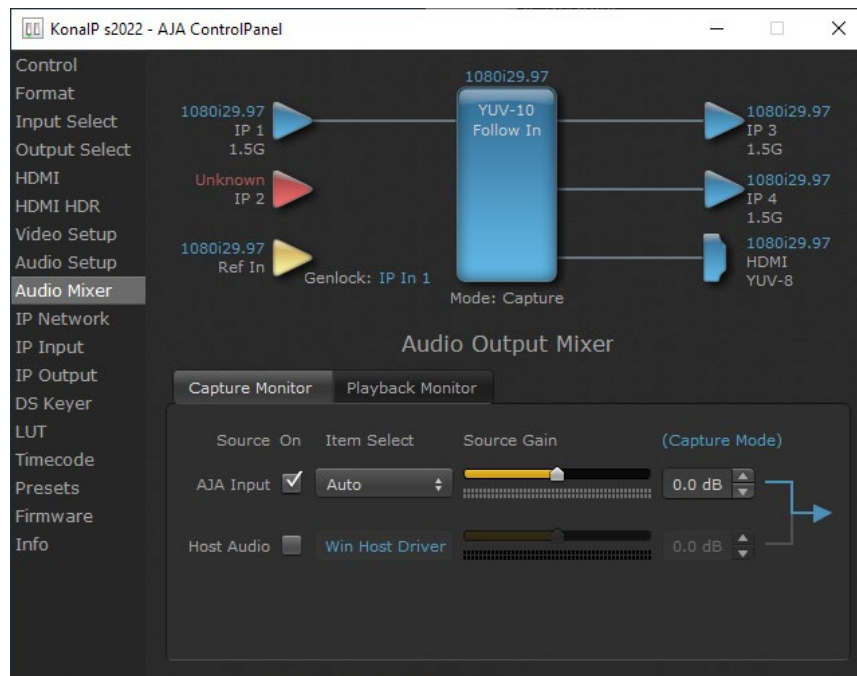 KonaIP s2022 - AJA ControlPanel
Control
Format
Input Select
Output Select
HDMI
HDMI HDR
Video Setup
Audio Setup
Audio Mixer
IP Network
IP Input
IP Output
DS Keyer
LUT
Timecode
Presets
Firmware
Info
1080i29.97
IP 1
1.5G
Unknown
IP 2
1080i29.97
Ref In
Genlock: IP In 1
1080i29.97
YUV-10
Follow In
Mode: Capture
1080i29.97
IP 3
1.5G
1080i29.97
IP 4
1.5G
1080i29.97
HDMI
YUV-8
Audio Output Mixer
Capture Monitor Playback Monitor
Source On Item Select Source Gain (Capture Mode)
AJA Input Auto 0.0 dB
Host Audio Win Host Driver 0.0 dB